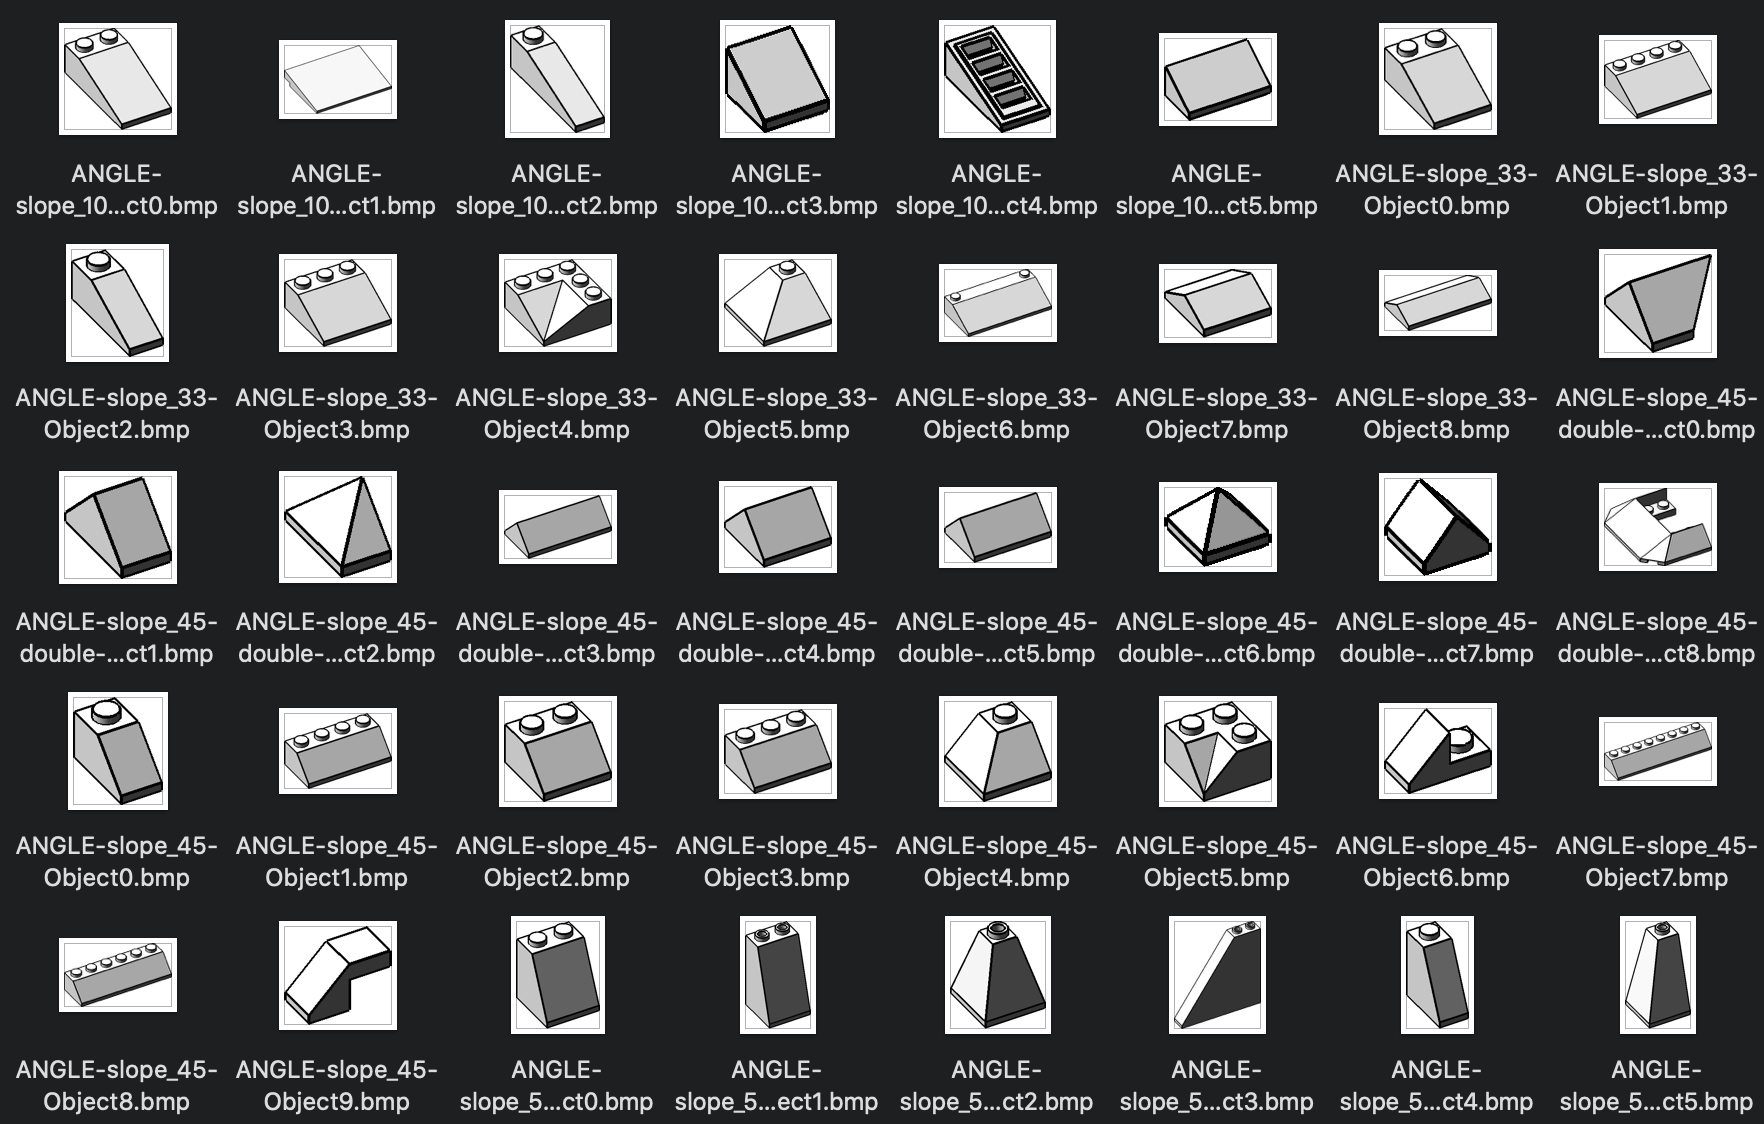 ANGLE- ANGLE- ANGLE- ANGLE- ANGLE- ANGLE- ANGLE-slope_33- ANGLE-slope_33-
slope_10...ct0.bmp slope_10...ct1.bmp slope_10...ct2.bmp slope_10...ct3.bmp slope_10...ct4.bmp slope_10...ct5.bmp Object0.bmp Object1.bmp
ANGLE-slope_33- ANGLE-slope_33- ANGLE-slope_33- ANGLE-slope_33- ANGLE-slope_33- ANGLE-slope_33- ANGLE-slope_33- ANGLE-slope_45-
Object2.bmp Object3.bmp Object4.bmp Object5.bmp Object6.bmp Object7.bmp Object8.bmp double-...ct0.bmp
ANGLE-slope_45- ANGLE-slope_45- ANGLE-slope_45- ANGLE-slope_45- ANGLE-slope_45- ANGLE-slope_45- ANGLE-slope_45- ANGLE-slope_45-
double-...ct1.bmp double-...ct2.bmp double-...ct3.bmp double-...ct4.bmp double-...ct5.bmp double-...ct6.bmp double-...ct7.bmp double-...ct8.bmp
ANGLE-slope_45- ANGLE-slope_45- ANGLE-slope_45- ANGLE-slope_45- ANGLE-slope_45- ANGLE-slope_45- ANGLE-slope_45- ANGLE-slope_45-
Object0.bmp Object1.bmp Object2.bmp Object3.bmp Object4.bmp Object5.bmp Object6.bmp Object7.bmp
ANGLE-slope_45- ANGLE-slope_45- ANGLE- ANGLE- ANGLE- ANGLE- ANGLE- ANGLE-
Object8.bmp Object9.bmp slope_5...ct0.bmp slope_5...ect1.bmp slope_5...ct2.bmp slope_5...ct3.bmp slope_5...ct4.bmp slope_5...ct5.bmp